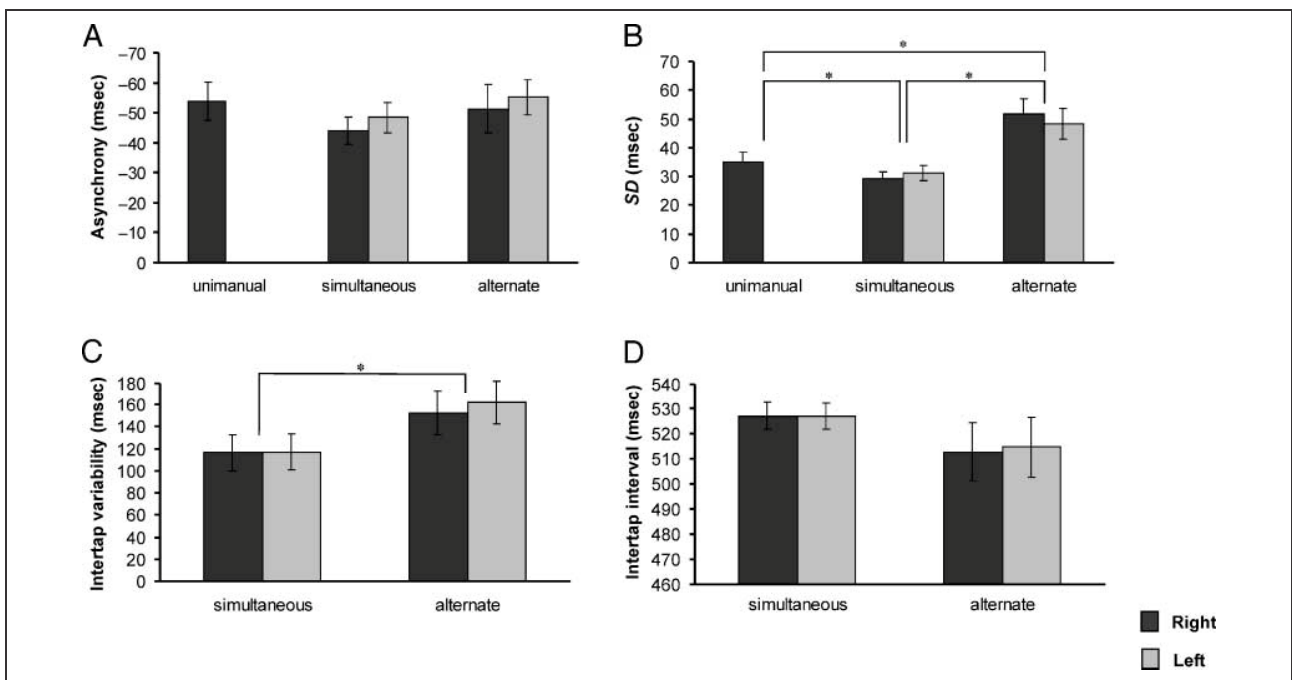 A
−70
−60
−50
−40
−30
−20
−10
0
Asynchrony (msec)
unimanual simultaneous alternate
B
70
60
50
40
30
20
10
0
SD (msec)
* * *
unimanual simultaneous alternate
C
180
160
140
120
100
80
60
40
20
0
Intertap variability (msec)
*
simultaneous alternate
D
540
530
520
510
500
490
480
470
460
Intertap interval (msec)
simultaneous alternate
Right
Left